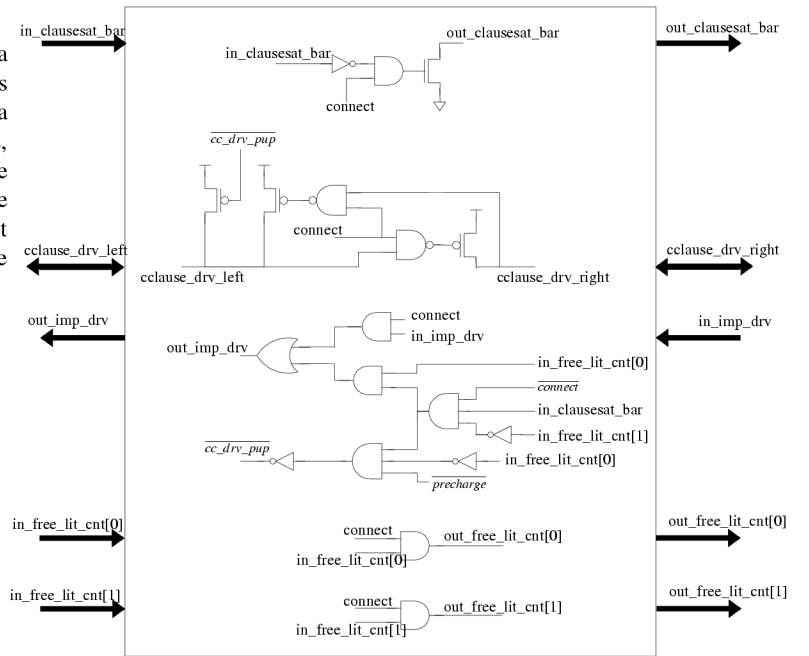 in_clausesat_bar
out_clausesat_bar
out_clausesat_bar
in_clausesat_bar
connect
a
s
a
,
e
e
t
e
cc_drv_pup
connect
cclause_drv_left
cclause_drv_right
cclause_drv_left
cclause_drv_right
out_imp_drv
in_imp_drv
connect
in_imp_drv
out_imp_drv
in_free_lit_cnt[0]
connect
in_clausesat_bar
in_free_lit_cnt[1]
cc_drv_pup
in_free_lit_cnt[0]
precharge
in_free_lit_cnt[0]
out_free_lit_cnt[0]
connect
out_free_lit_cnt[0]
in_free_lit_cnt[0]
in_free_lit_cnt[1]
out_free_lit_cnt[1]
connect
out_free_lit_cnt[1]
in_free_lit_cnt[1]